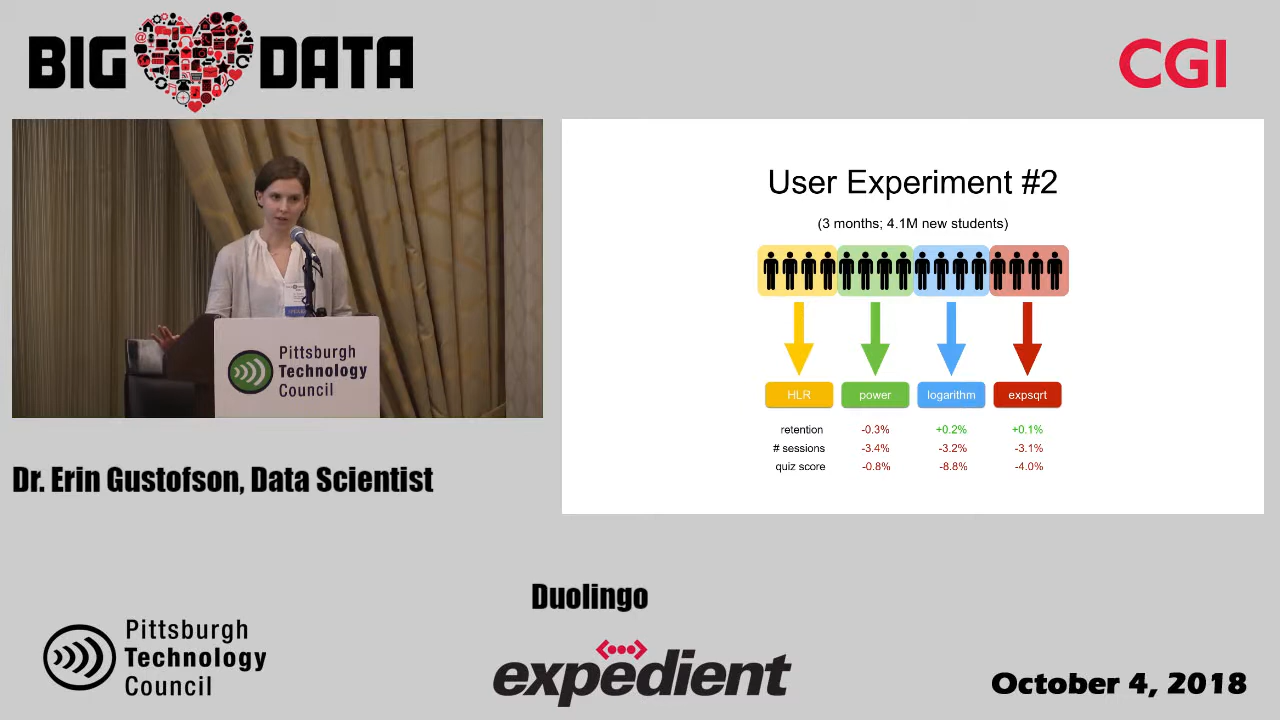 BIG DATA
CGI
User Experiment #2
(3 months; 4.1M new students)
HLR power logarithm expsqrt
retention -0.3% +0.2% +0.1%
# sessions -3.4% -3.2% -3.1%
quiz score -0.8% -8.8% -4.0%
Pittsburgh
Technology
Council
Dr. Erin Gustofson, Data Scientist
Duolingo
Pittsburgh
Technology
Council
expedient
October 4, 2018